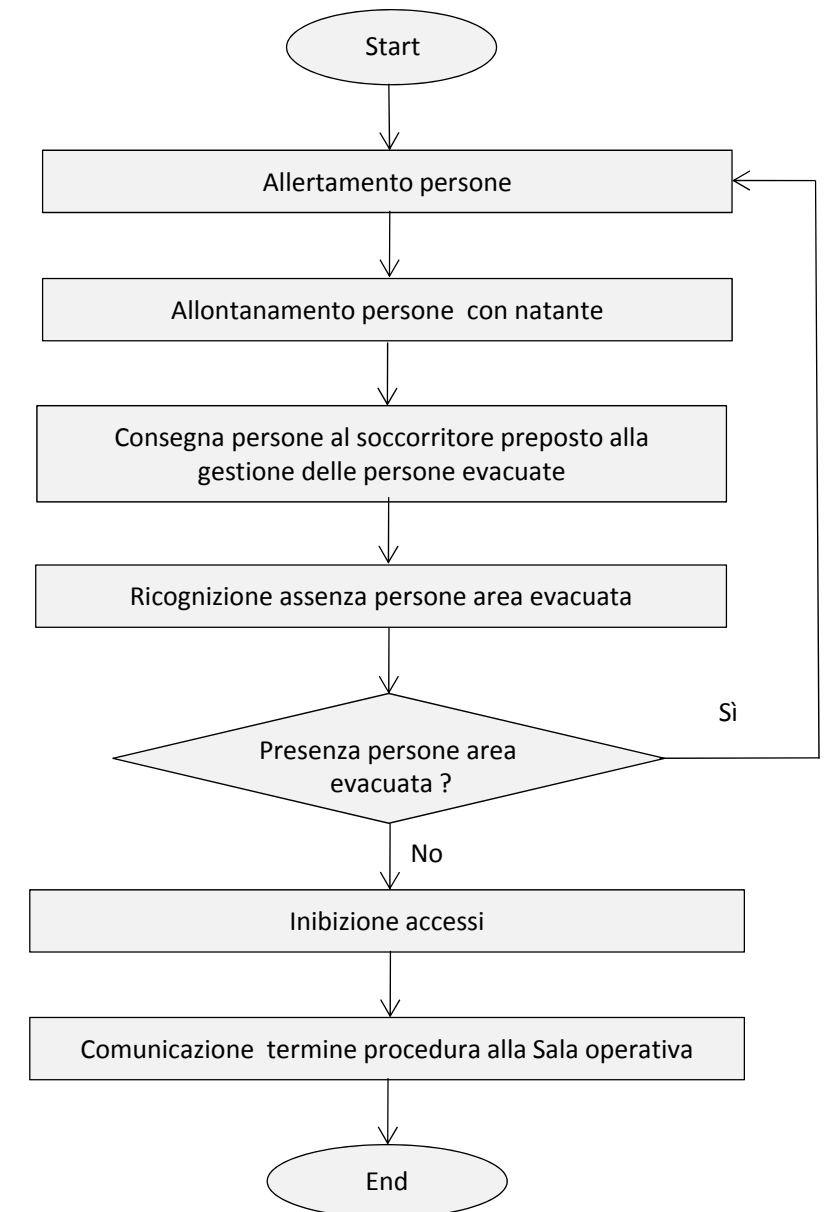 Start
Allertamento persone
Allontanamento persone con natante
Consegna persone al soccorritore preposto alla
gestione delle persone evacuate
Ricognizione assenza persone area evacuata
Sì
Presenza persone area
evacuata ?
No
Inibizione accessi
Comunicazione termine procedura alla Sala operativa
End